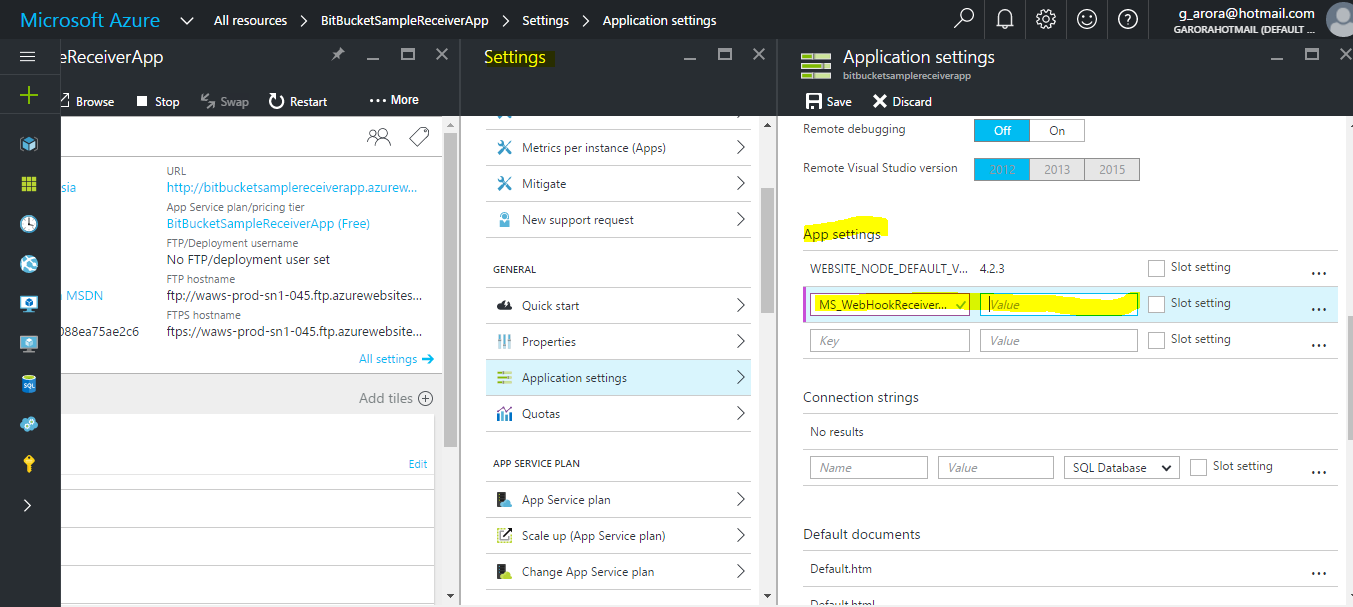 Microsoft Azure
All resources > BitBucketSampleReceiverApp > Settings > Application settings
g_arora@hotmail.com
GARORAHOTMAIL (DEFAULT ...
eReceiverApp
Browse
Stop
Swap
Restart
... More
URL
sia
http://bitbucketsamplereceiverapp.azurew...
App Service plan/pricing tier
BitBucketSampleReceiverApp (Free)
FTP/Deployment username
No FTP/deployment user set
FTP hostname
MSDN
ftp://waws-prod-sn1-045.ftp.azurewebsites...
FTPS hostname
088ea75ae2c6
ftps://waws-prod-sn1-045.ftp.azurewebsite...
All settings
Add tiles
Edit
SQL
Settings
Metrics per instance (Apps)
Mitigate
New support request
GENERAL
Quick start
Properties
Application settings
Quotas
APP SERVICE PLAN
App Service plan
Scale up (App Service plan)
Change App Service plan
Application settings
bitbucketsamplereceiverapp
Save
Discard
Remote debugging
Off
On
Remote Visual Studio version
2012
2013
2015
App settings
WEBSITE_NODE_DEFAULT_V... 4.2.3
Slot setting
...
MS_WebHookReceiver...
Value
Slot setting
...
Key
Value
Slot setting
...
Connection strings
No results
Name
Value
SQL Database
Slot setting
...
Default documents
Default.htm
...
Default.html